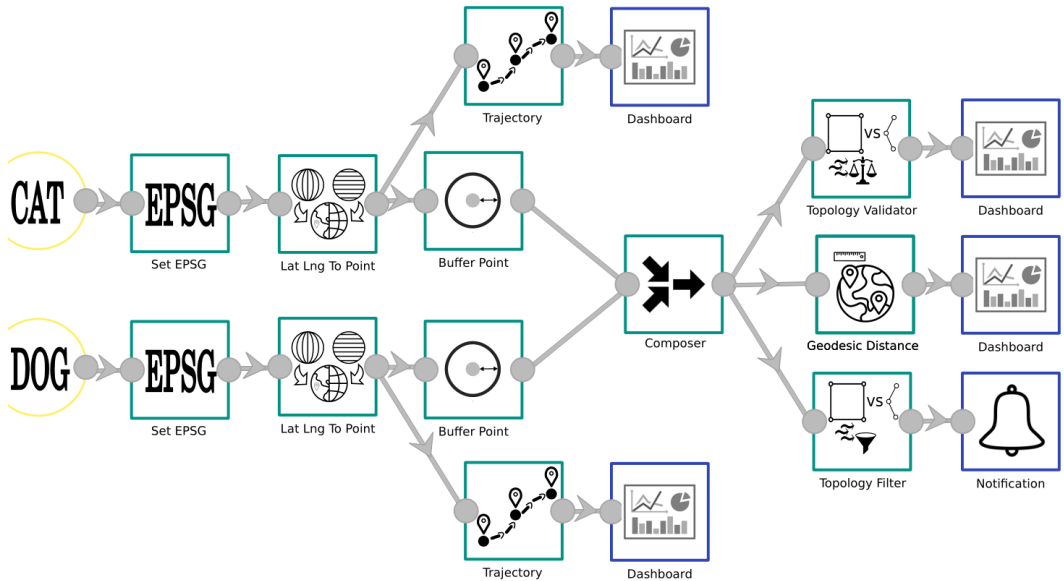 Trajectory
Dashboard
VS
Topology Validator
Dashboard
CAT
EPSG
Set EPSG
Lat Lng To Point
Buffer Point
Composer
Geodesic Distance
Dashboard
DOG
EPSG
Set EPSG
Lat Lng To Point
Buffer Point
VS
Topology Filter
Notification
Trajectory
Dashboard